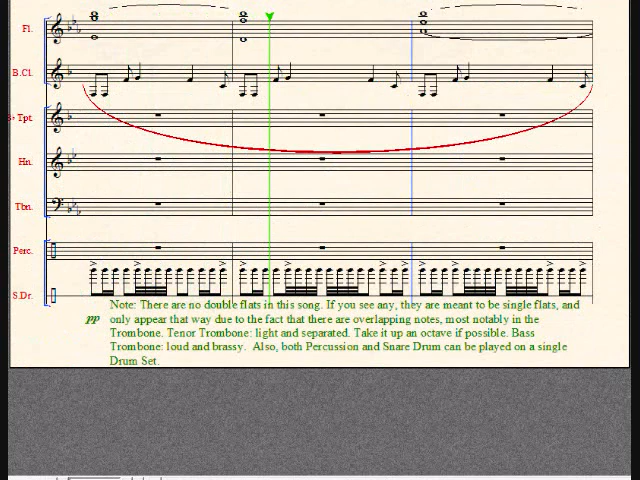 Fl.
B.Cl.
Tpt.
Hn.
Tbn.
Perc.
S.Dr.
pp
Note: There are no double flats in this song. If you see any, they are meant to be single flats, and
only appear that way due to the fact that there are overlapping notes, most notably in the
Trombone. Tenor Trombone: light and separated. Take it up an octave if possible. Bass
Trombone: loud and brassy.  Also, both Percussion and Snare Drum can be played on a single
Drum Set.